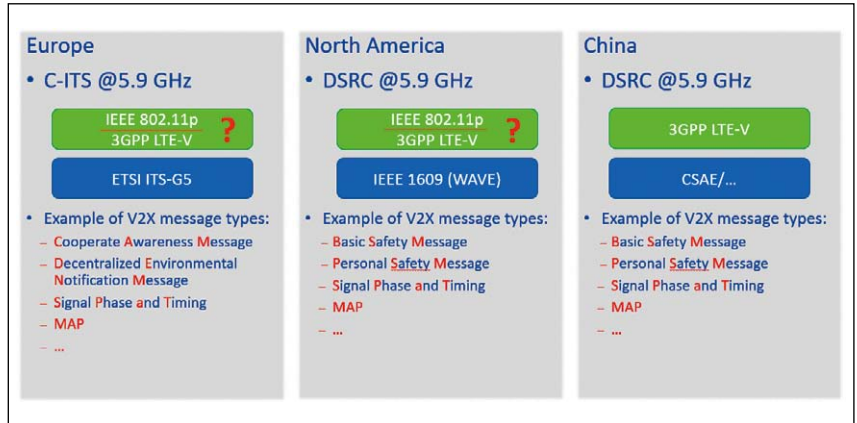 Europe
• C-ITS @5.9 GHz
IEEE 802.11p
3GPP LTE-V
?
ETSI ITS-G5
• Example of V2X message types:
– Cooperate Awareness Message
– Decentralized Environmental
Notification Message
– Signal Phase and Timing
– MAP
– ...
North America
• DSRC @5.9 GHz
IEEE 802.11p
3GPP LTE-V
?
IEEE 1609 (WAVE)
• Example of V2X message types:
– Basic Safety Message
– Personal Safety Message
– Signal Phase and Timing
– MAP
– ...
China
• DSRC @5.9 GHz
3GPP LTE-V
CSAE/...
• Example of V2X message types:
– Basic Safety Message
– Personal Safety Message
– Signal Phase and Timing
– MAP
– ...